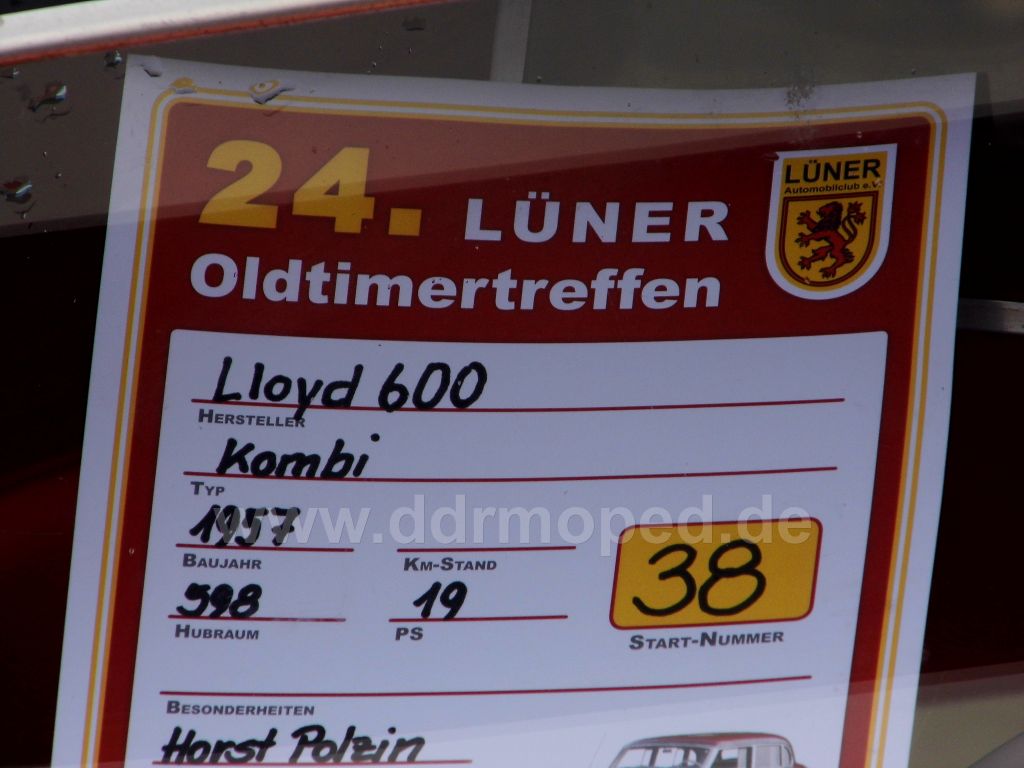 24. LÜNER
Oldtimertreffen
LÜNER
Automobilclub e.V.
Lloyd 600
HERSTELLER
Kombi
TYP
www.ddrmoped.de
1957
BAUJAHR
KM-STAND
598
HUBRAUM
19
PS
38
START-NUMMER
BESONDERHEITEN
Horst Polzin